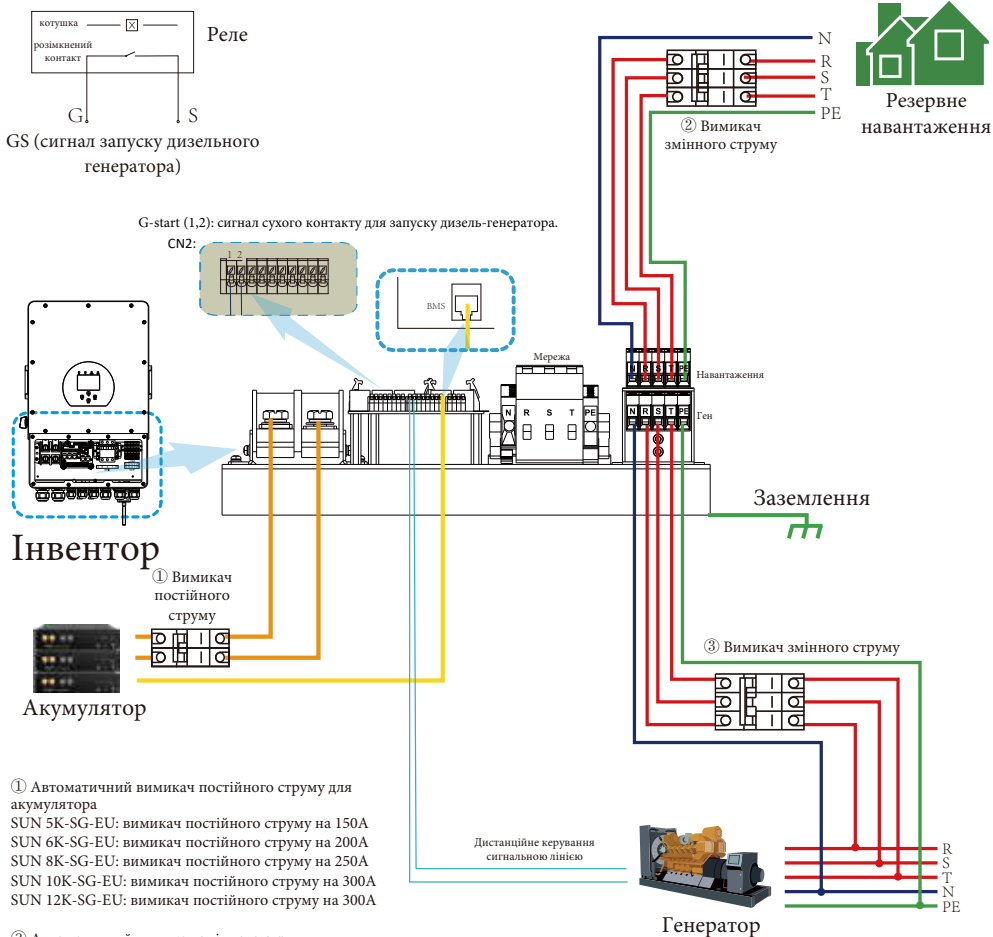 котушка
X
розімкнений
контакт
Реле
G
S
GS (сигнал запуску дизельного
генератора)
N
R
S
T
PE
Резервне
навантаження
② Вимикач
змінного струму
G-start (1,2): сигнал сухого контакту для запуску дизель-генератора.
CN2:
1 2
BMS
Мережа
N R S T PE
N R S T PE
Навантаження
N R S T PE
Ген
Заземлення
Інвентор
① Вимикач
постійного
струму
Акумулятор
③ Вимикач змінного струму
① Автоматичний вимикач постійного струму для
акумулятора
SUN 5K-SG-EU: вимикач постійного струму на 150А
SUN 6K-SG-EU: вимикач постійного струму на 200А
SUN 8K-SG-EU: вимикач постійного струму на 250А
SUN 10K-SG-EU: вимикач постійного струму на 300А
SUN 12K-SG-EU: вимикач постійного струму на 300А
Дистанційне керування
сигнальною лінією
Генератор
R
S
T
N
PE